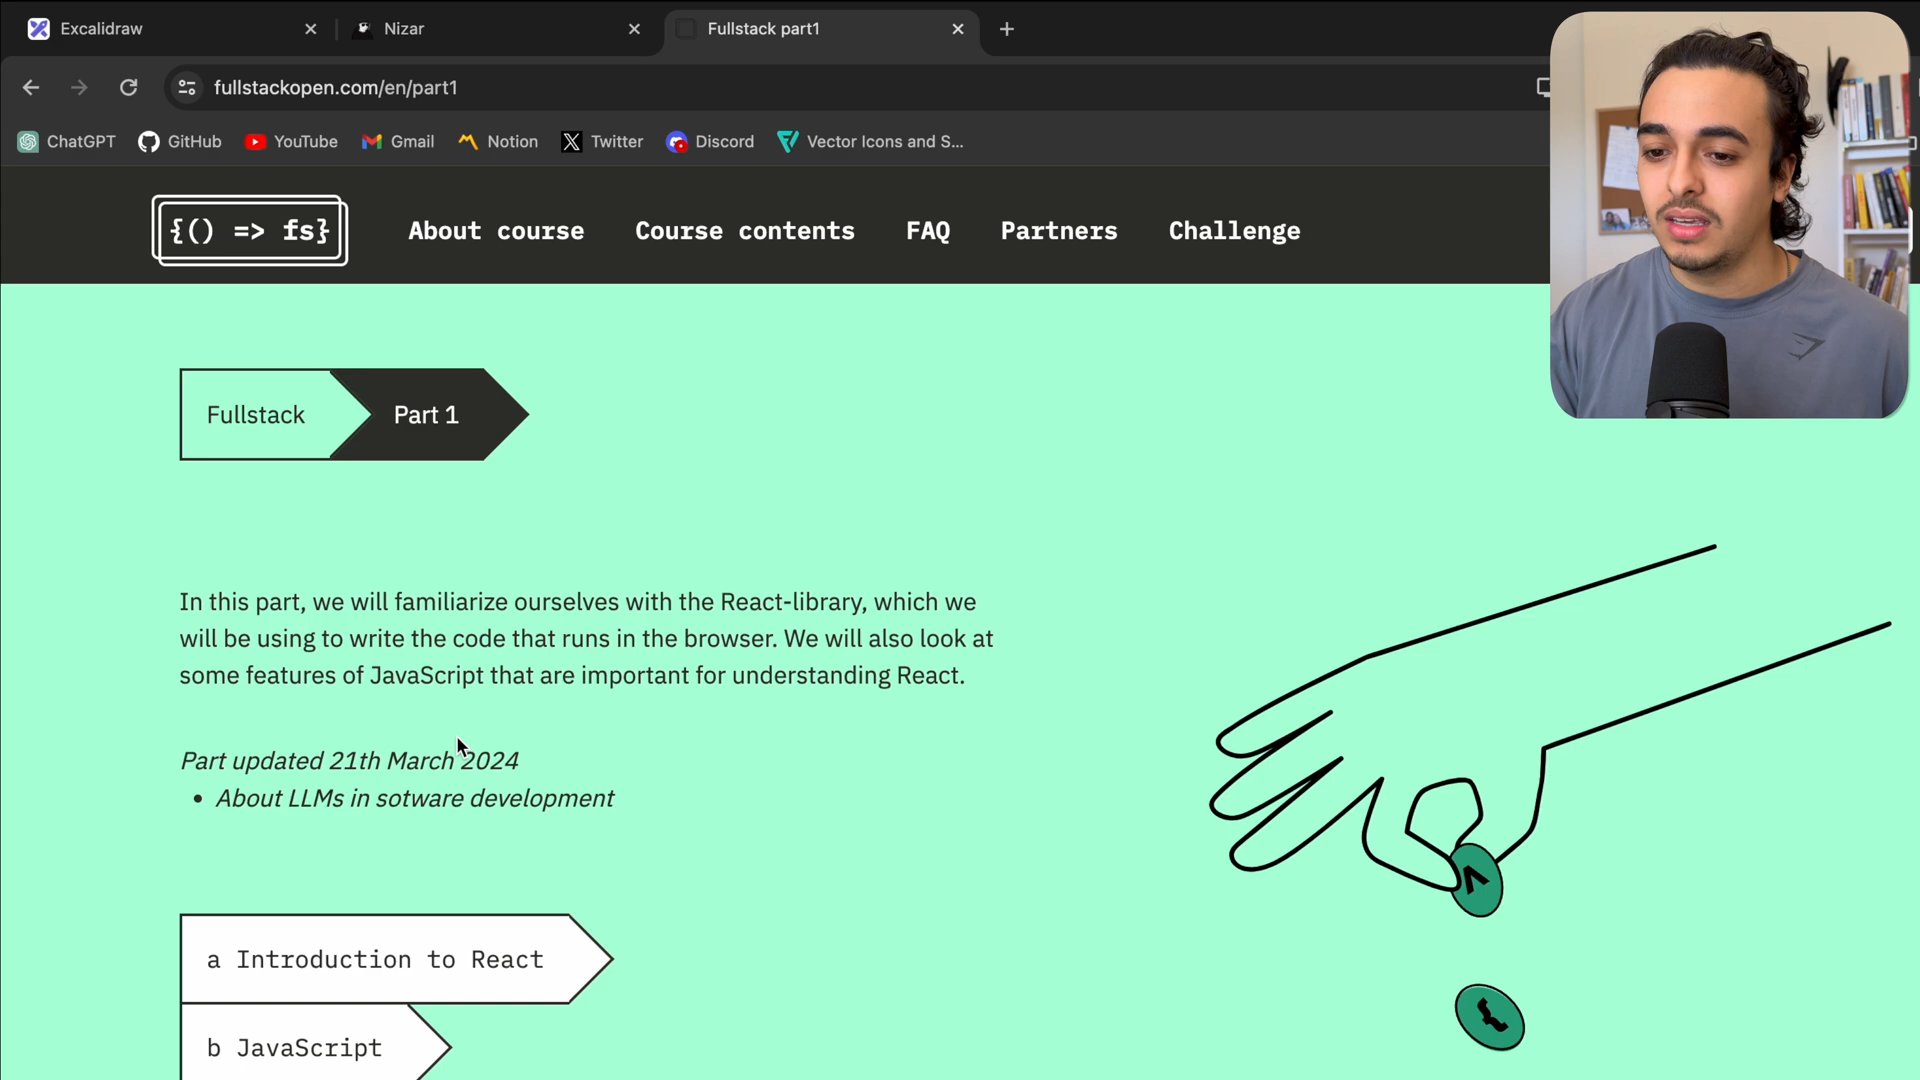 Excalidraw
Nizar
Fullstack part1
fullstackopen.com/en/part1
ChatGPT
GitHub
YouTube
Gmail
Notion
Twitter
Discord
Vector Icons and S...
{() => fs}
About course
Course contents
FAQ
Partners
Challenge
Fullstack
Part 1
In this part, we will familiarize ourselves with the React-library, which we
will be using to write the code that runs in the browser. We will also look at
some features of JavaScript that are important for understanding React.
Part updated 21th March 2024
• About LLMs in sotware development
a Introduction to React
b JavaScript